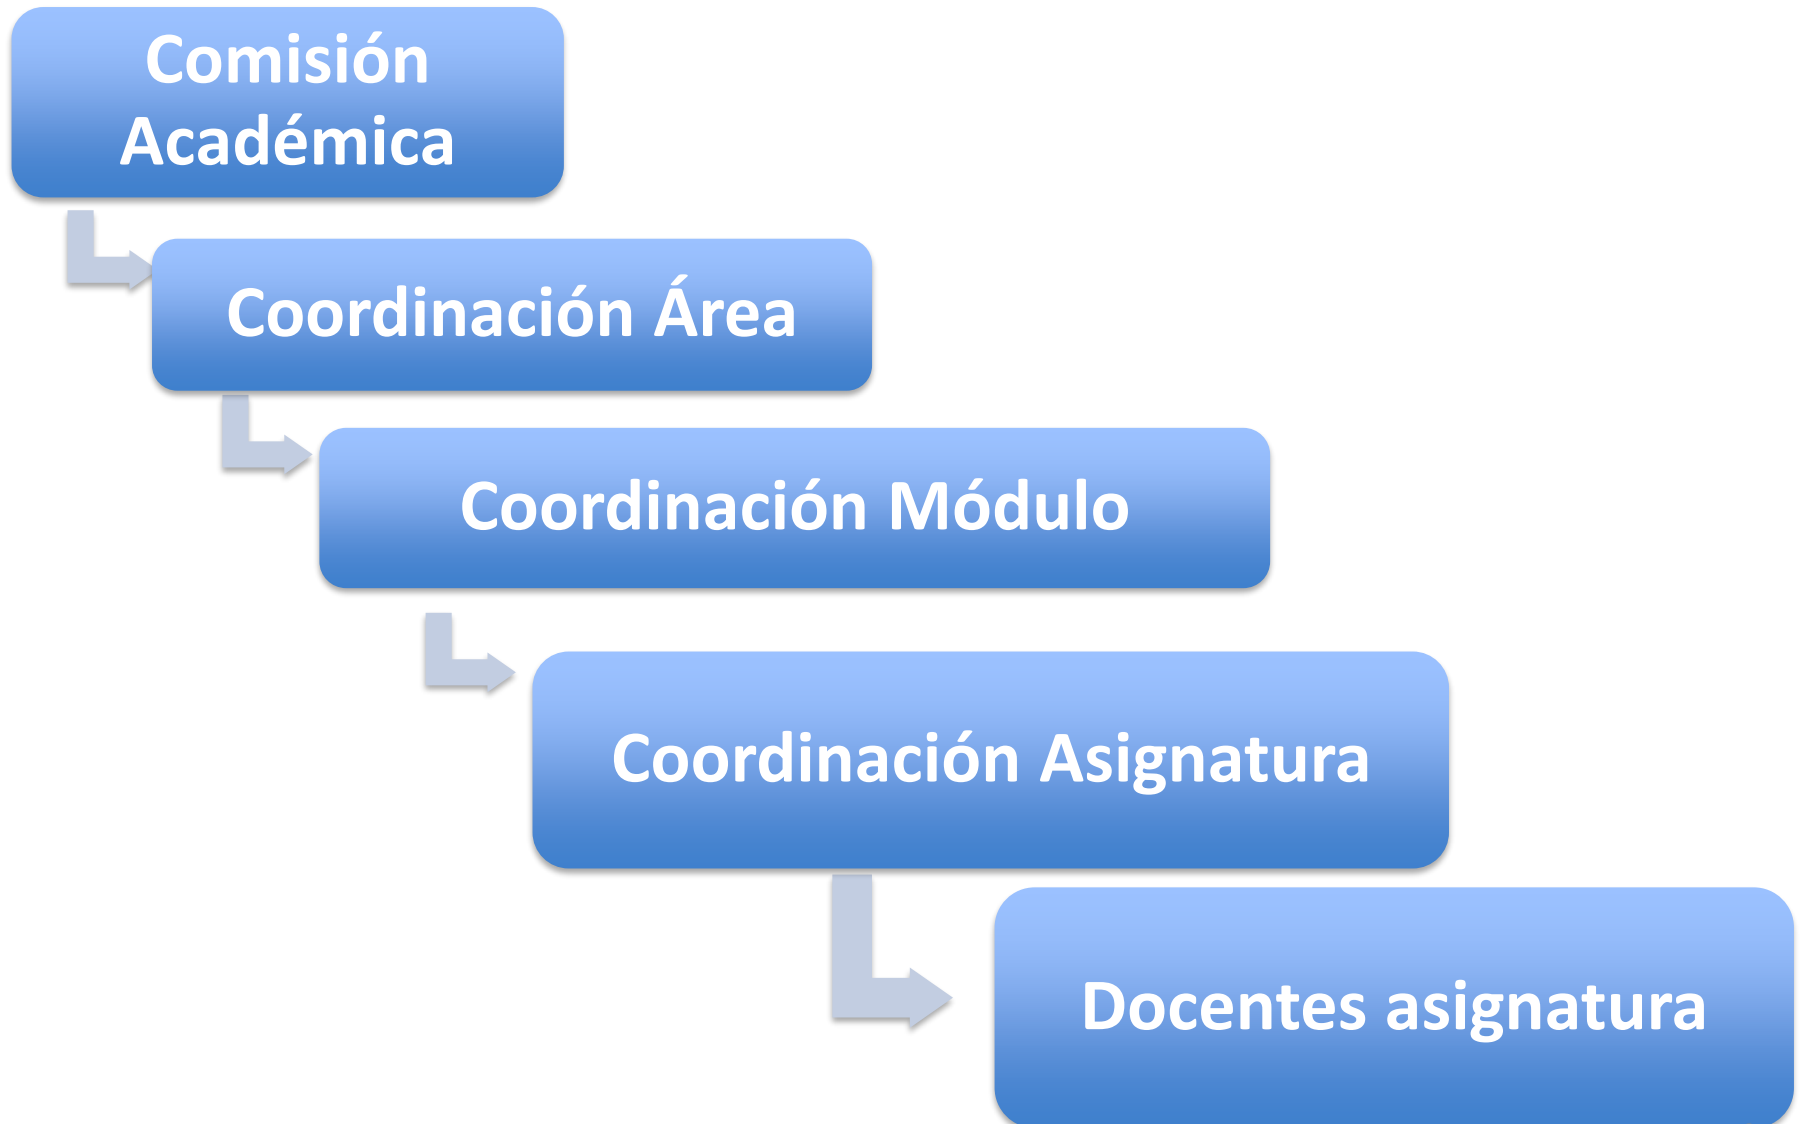 Comisión
Académica
Coordinación Área
Coordinación Módulo
Coordinación Asignatura
Docentes asignatura